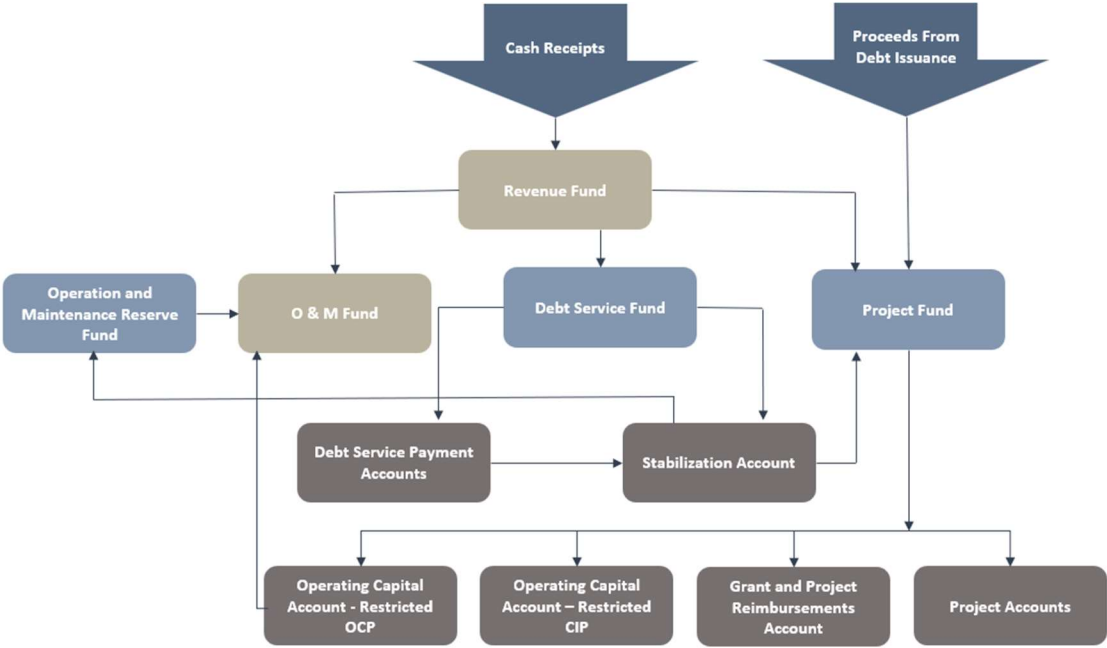 Cash Receipts
Proceeds From
Debt Issuance
Revenue Fund
Operation and
Maintenance Reserve
Fund
O & M Fund
Debt Service Fund
Project Fund
Debt Service Payment
Accounts
Stabilization Account
Operating Capital
Account - Restricted
OCP
Operating Capital
Account – Restricted
CIP
Grant and Project
Reimbursements
Account
Project Accounts